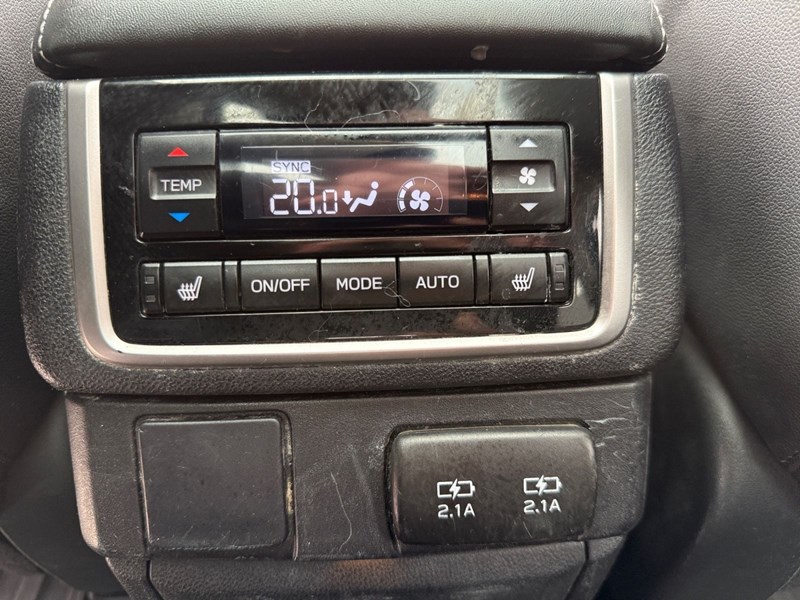 SYNC
TEMP
20.0
ON/OFF
MODE
AUTO
2.1A
2.1A